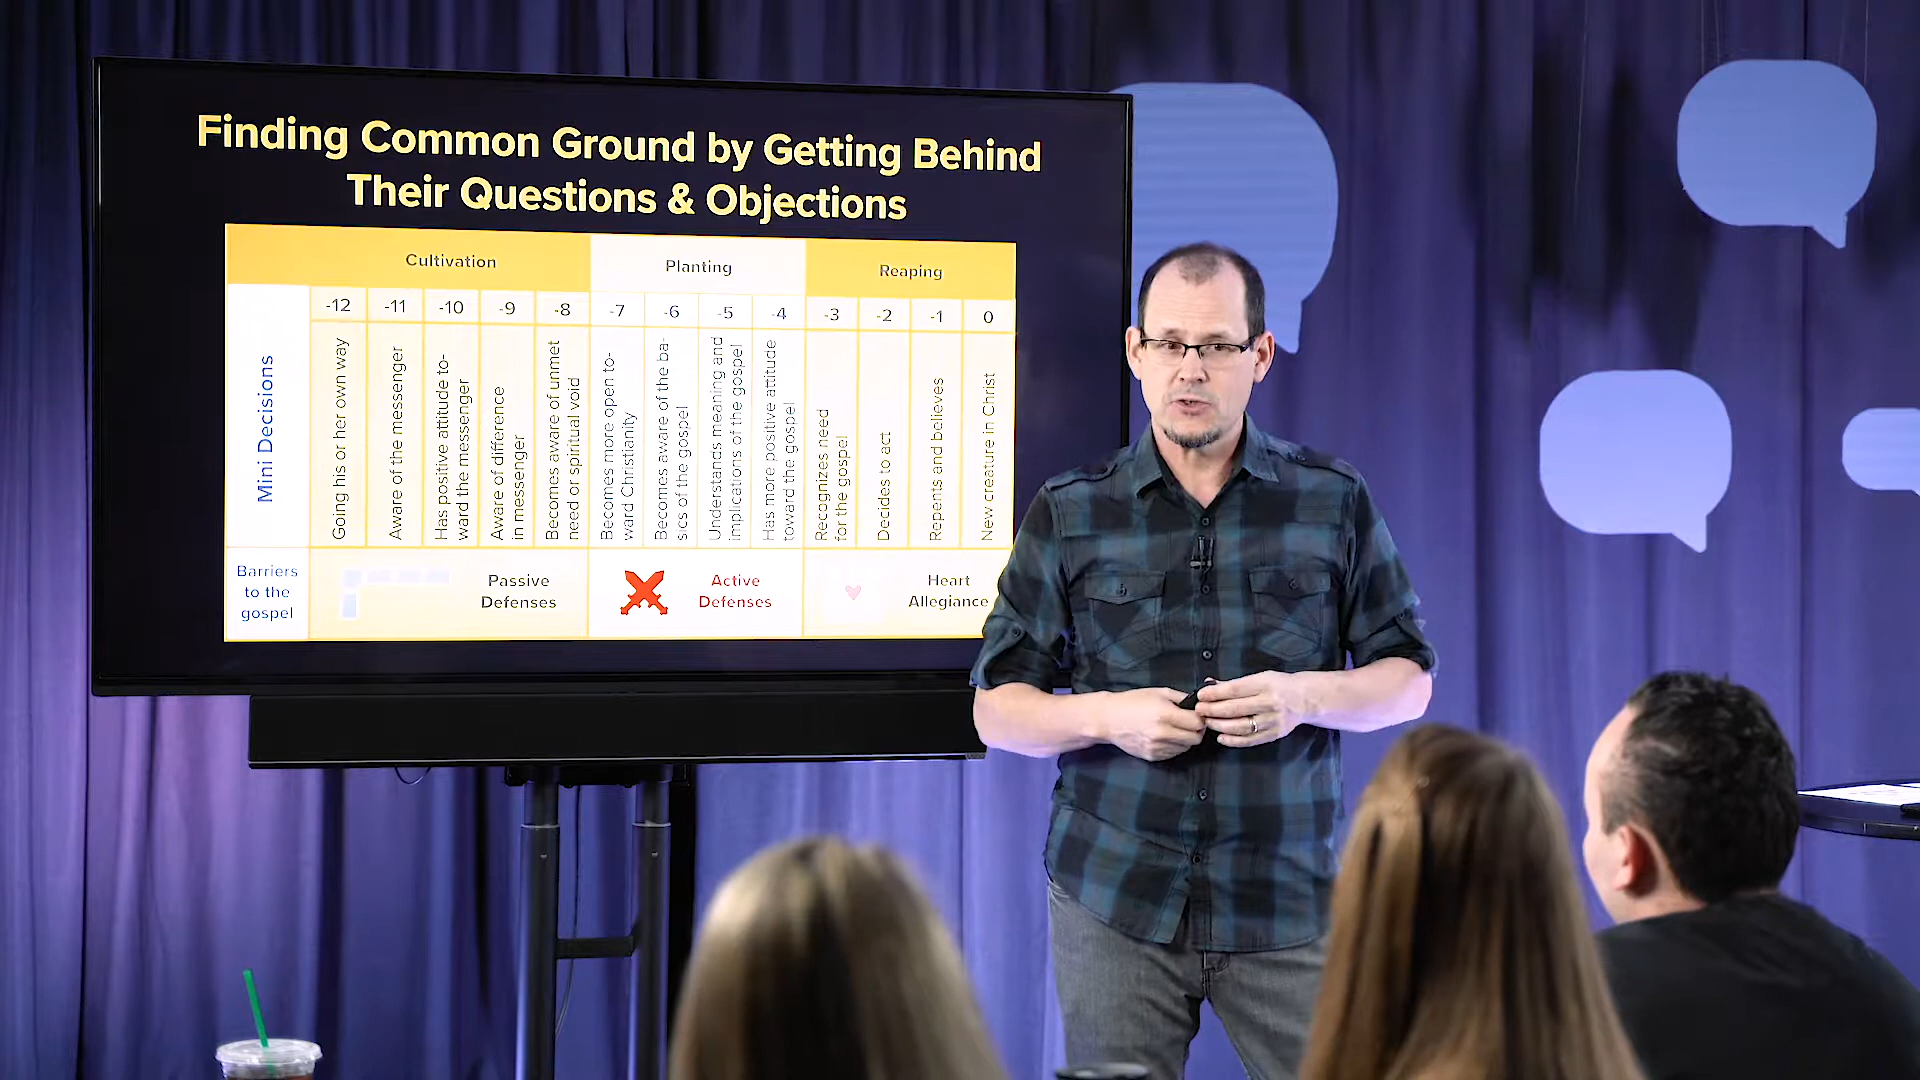 Finding Common Ground by Getting Behind
Their Questions & Objections
Cultivation
Planting
Reaping
-12
-11
-10
-9
-8
-7
-6
-5
-4
-3
-2
-1
0
Mini Decisions
Going his or her own way
Aware of the messenger
Has positive attitude to-
ward the messenger
Aware of difference
in messenger
Becomes aware of unmet
need or spiritual void
Becomes more open to-
ward Christianity
Becomes aware of the ba-
sics of the gospel
Understands meaning and
implications of the gospel
Has more positive attitude
toward the gospel
Recognizes need
for the gospel
Decides to act
Repents and believes
New creature in Christ
Barriers
to the
gospel
Passive
Defenses
Active
Defenses
Heart
Allegiance